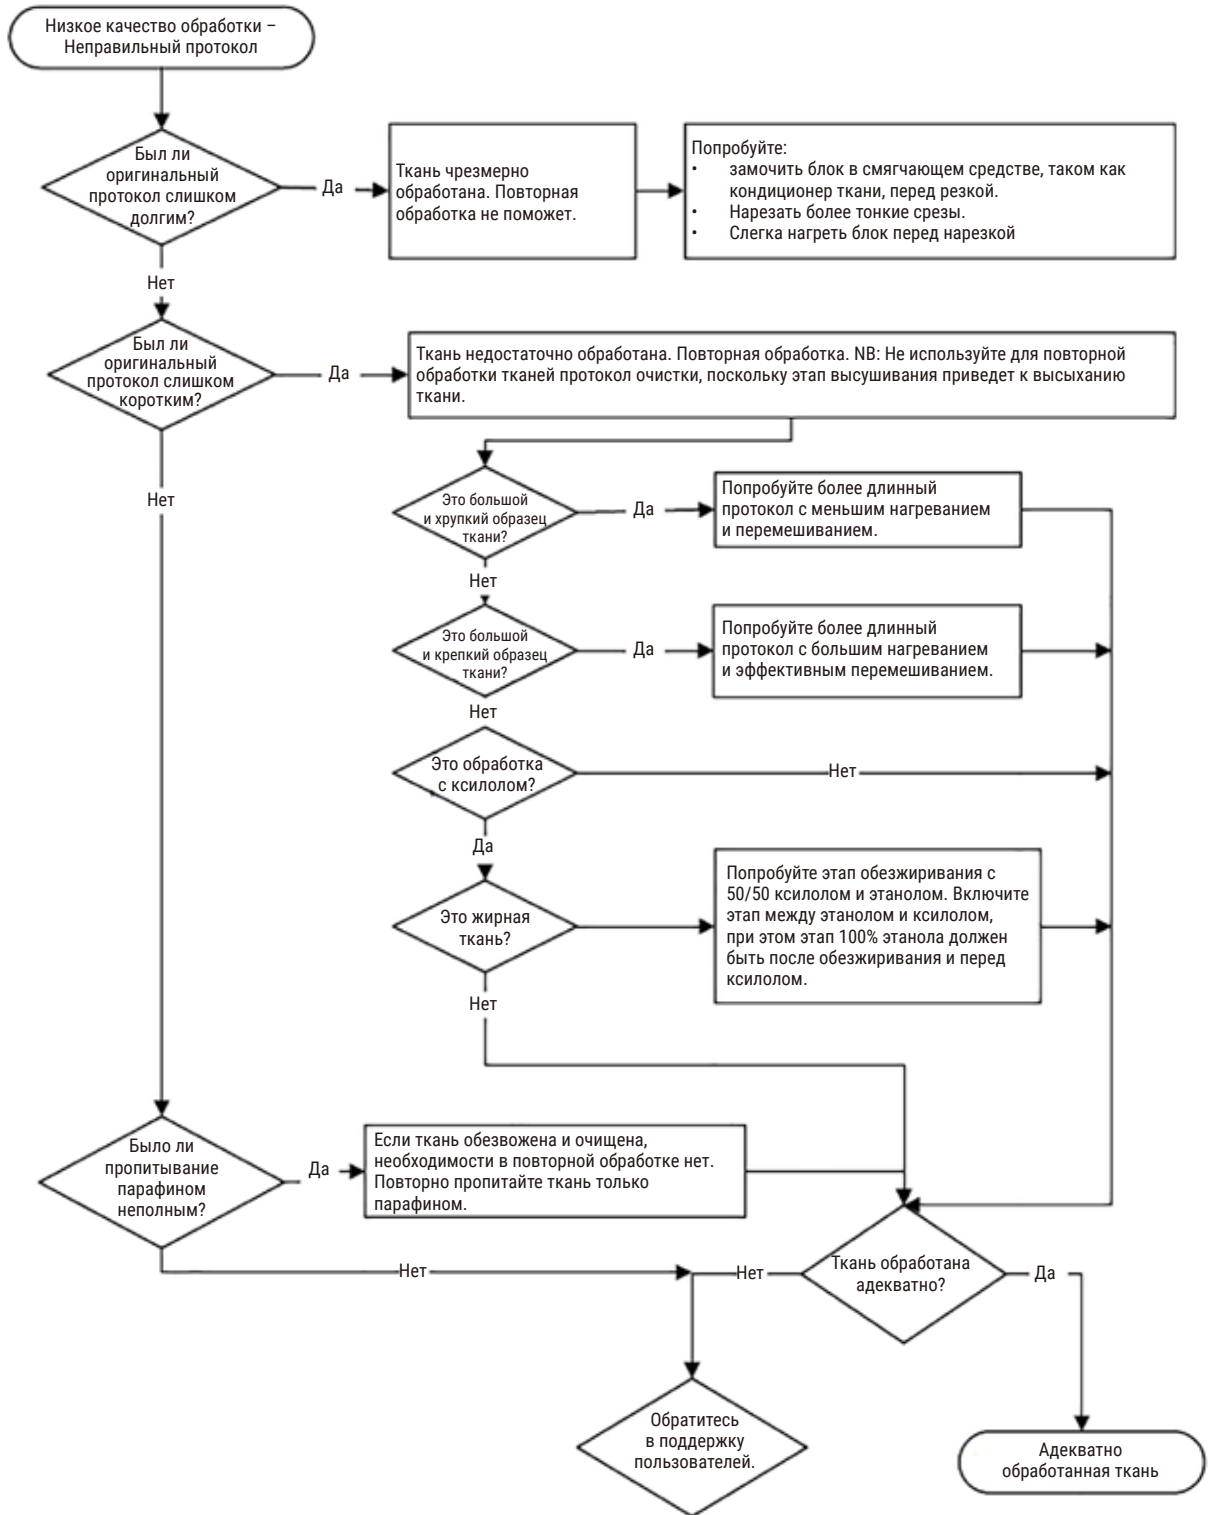 Низкое качество обработки –
Неправильный протокол
Был ли
оригинальный
протокол слишком
долгим?
Да
Ткань чрезмерно
обработана. Повторная
обработка не поможет.
Попробуйте:
• замочить блок в смягчающем средстве, таком как
кондиционер ткани, перед резкой.
• Нарезать более тонкие срезы.
• Слегка нагреть блок перед нарезкой
Нет
Был ли
оригинальный
протокол слишком
коротким?
Да
Ткань недостаточно обработана. Повторная обработка. NB: Не используйте для повторной
обработки тканей протокол очистки, поскольку этап высушивания приведет к высыханию
ткани.
Нет
Это большой
и хрупкий образец
ткани?
Да
Попробуйте более длинный
протокол с меньшим нагреванием
и перемешиванием.
Нет
Это большой
и крепкий образец
ткани?
Да
Попробуйте более длинный
протокол с большим нагреванием
и эффективным перемешиванием.
Нет
Это обработка
с ксилолом?
Нет
Да
Это жирная
ткань?
Попробуйте этап обезжиривания с
50/50 ксилолом и этанолом. Включите
этап между этанолом и ксилолом,
при этом этап 100% этанола должен
быть после обезжиривания и перед
ксилолом.
Нет
Было ли
пропитывание
парафином
неполным?
Да
Если ткань обезвожена и очищена,
необходимости в повторной обработке нет.
Повторно пропитайте ткань только
парафином.
Нет
Ткань обработана
адекватно?
Нет
Да
Обратитесь
в поддержку
пользователей.
Адекватно
обработанная ткань